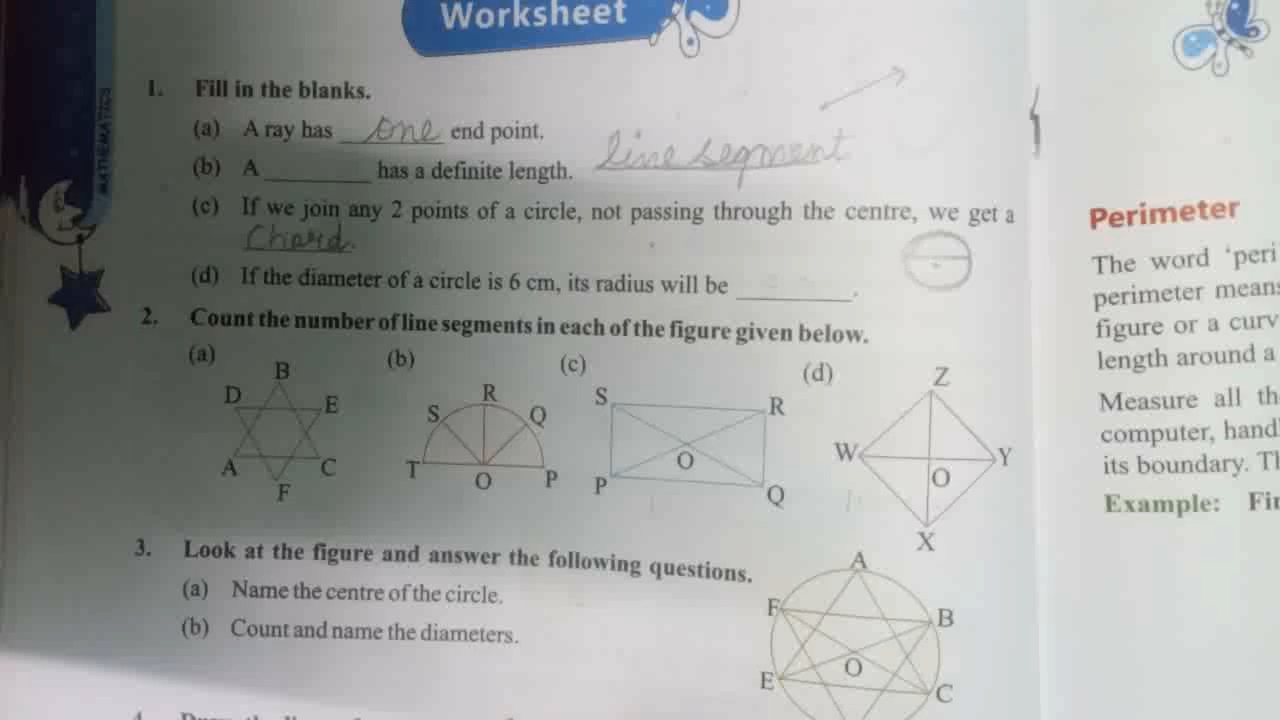 Worksheet
MATHEMATICS
1. Fill in the blanks.
(a) A ray has one end point.
(b) A ________ has a definite length. line segment
(c) If we join any 2 points of a circle, not passing through the centre, we get a
Chord.
(d) If the diameter of a circle is 6 cm, its radius will be ________.
2. Count the number of line segments in each of the figure given below.
(a) (b) (c) (d)
B D E A C F
R S Q T O P
S R O P Q
Z W Y O X
3. Look at the figure and answer the following questions.
(a) Name the centre of the circle.
(b) Count and name the diameters.
A F B O E C
Perimeter
The word 'peri
perimeter means
figure or a curv
length around a
Measure all th
computer, hand
its boundary. Th
Example: Fin